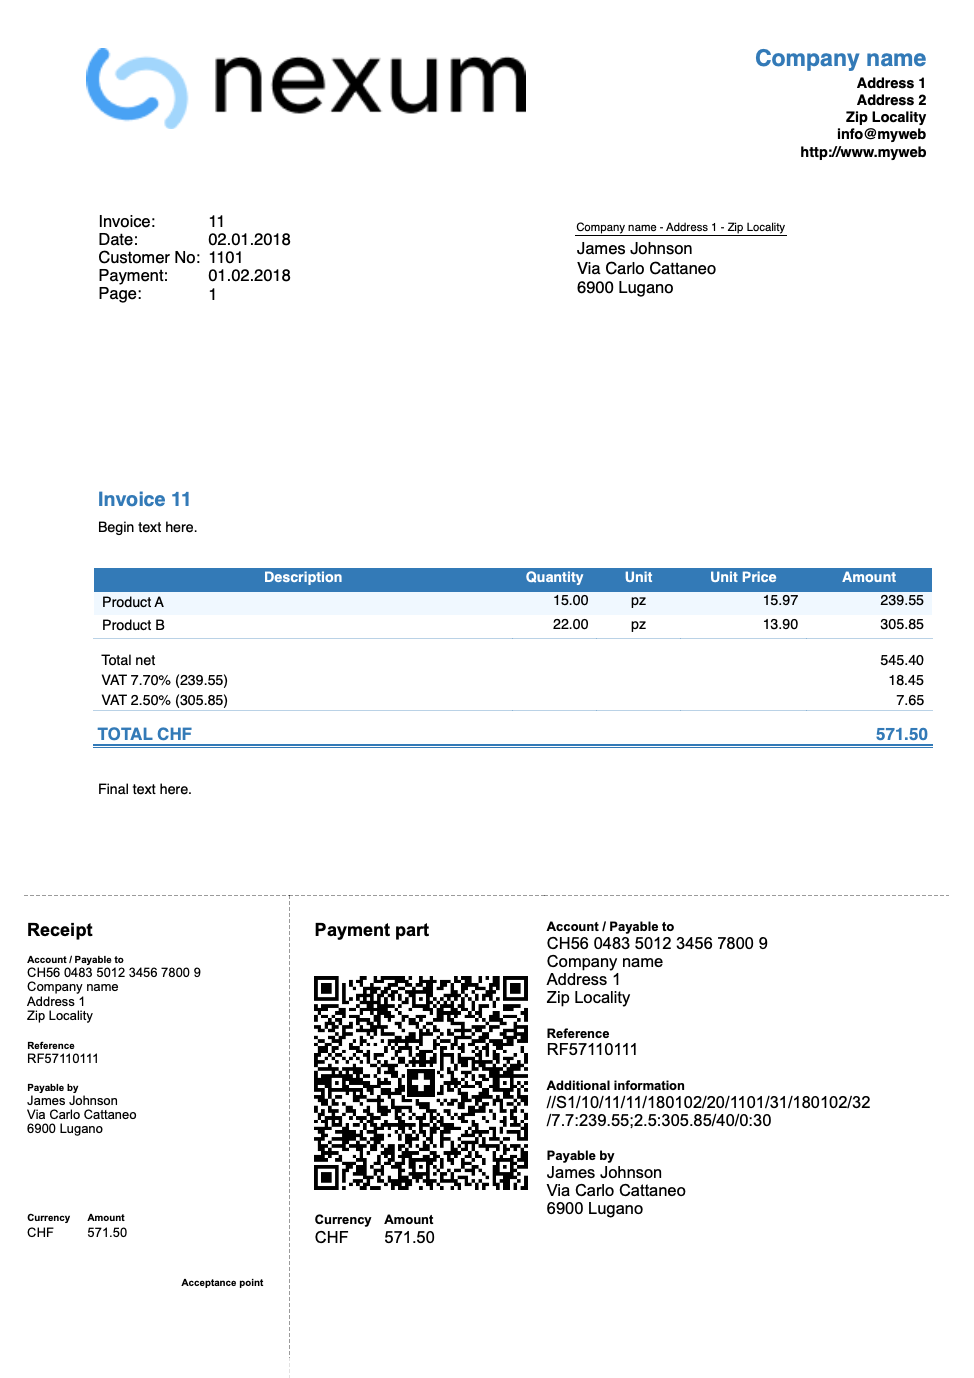 nexum
Company name
Address 1
Address 2
Zip Locality
info@myweb
http://www.myweb
Invoice: 11
Date: 02.01.2018
Customer No: 1101
Payment: 01.02.2018
Page: 1
Company name - Address 1 - Zip Locality
James Johnson
Via Carlo Cattaneo
6900 Lugano
Invoice 11
Begin text here.
Description Quantity Unit Unit Price Amount
Product A 15.00 pz 15.97 239.55
Product B 22.00 pz 13.90 305.85
Total net 545.40
VAT 7.70% (239.55) 18.45
VAT 2.50% (305.85) 7.65
TOTAL CHF 571.50
Final text here.
Receipt
Account / Payable to
CH56 0483 5012 3456 7800 9
Company name
Address 1
Zip Locality
Reference
RF57110111
Payable by
James Johnson
Via Carlo Cattaneo
6900 Lugano
Currency Amount
CHF 571.50
Acceptance point
Payment part
Currency Amount
CHF 571.50
Account / Payable to
CH56 0483 5012 3456 7800 9
Company name
Address 1
Zip Locality
Reference
RF57110111
Additional information
//S1/10/11/11/180102/20/1101/31/180102/32
/7.7:239.55;2.5:305.85/40/0:30
Payable by
James Johnson
Via Carlo Cattaneo
6900 Lugano